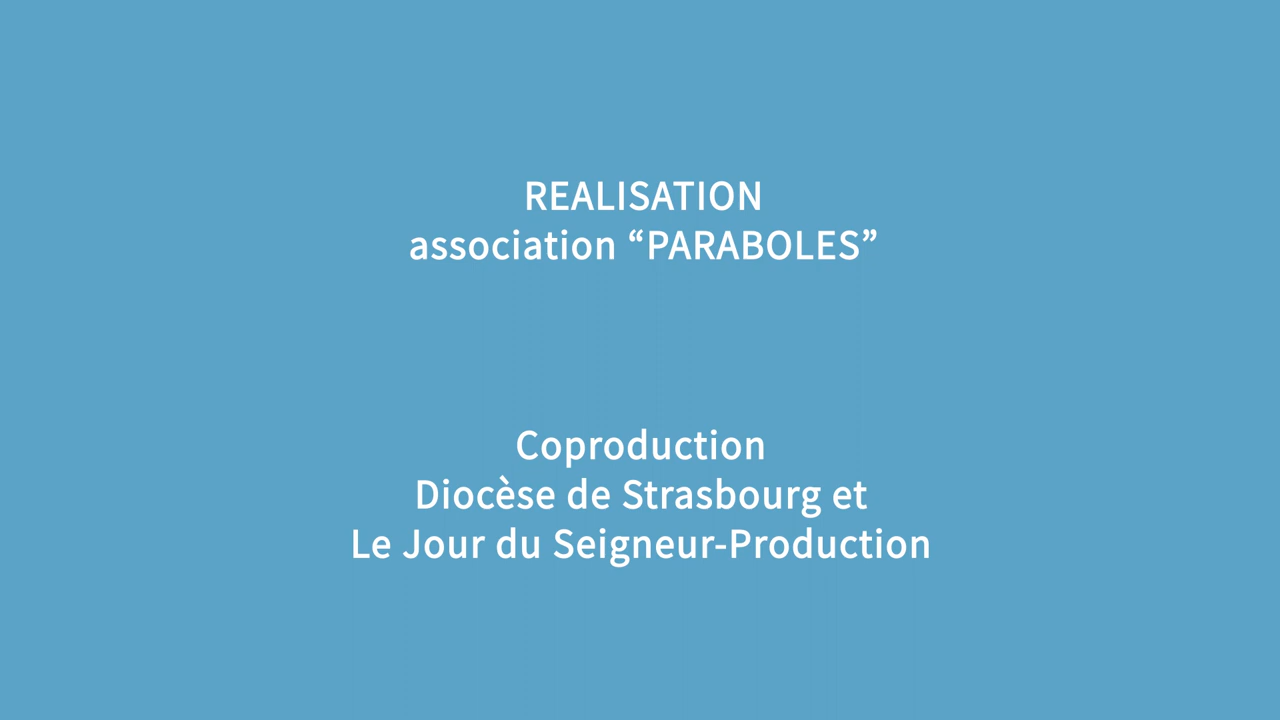 REALISATION
association “PARABOLES”
Coproduction
Diocèse de Strasbourg et
Le Jour du Seigneur-Production